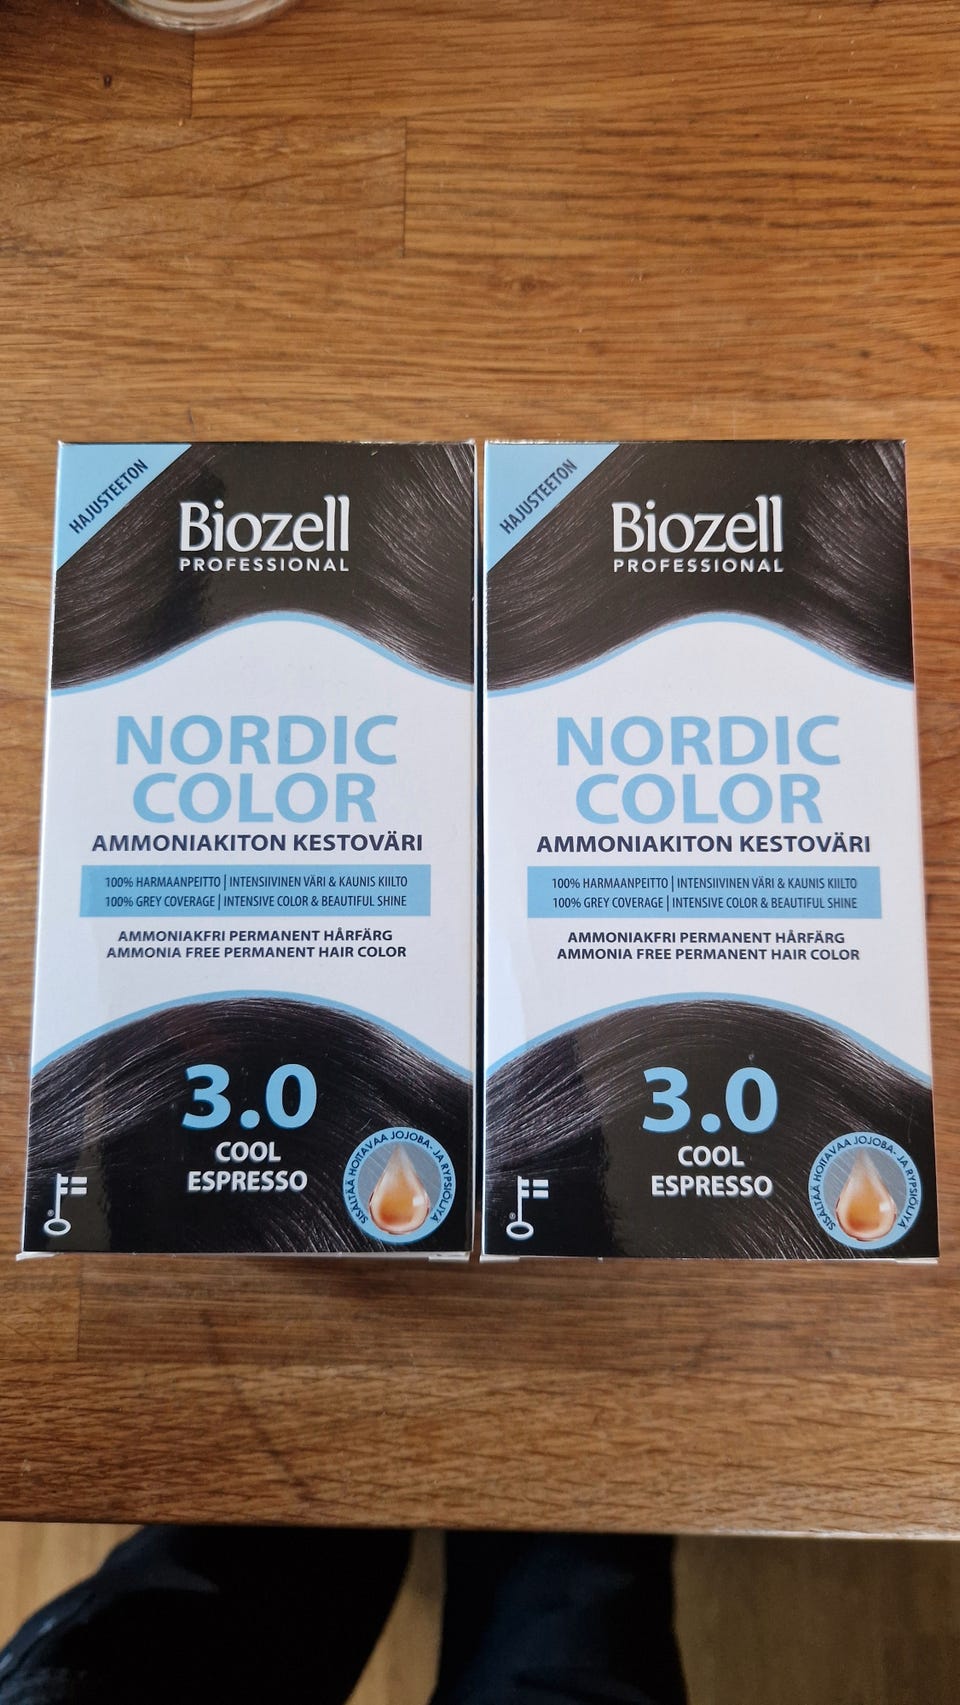 HAJUSTEETON
Biozell
PROFESSIONAL
NORDIC
COLOR
AMMONIAKITON KESTOVÄRI
100% HARMAANPEITTO | INTENSIIVINEN VÄRI & KAUNIS KIILTO
100% GREY COVERAGE | INTENSIVE COLOR & BEAUTIFUL SHINE
AMMONIAKFRI PERMANENT HÅRFÄRG
AMMONIA FREE PERMANENT HAIR COLOR
3.0
COOL
ESPRESSO
SISÄLTÄÄ HOITAVAA JOJOBA- JA RYPSIÖLJYÄ
HAJUSTEETON
Biozell
PROFESSIONAL
NORDIC
COLOR
AMMONIAKITON KESTOVÄRI
100% HARMAANPEITTO | INTENSIIVINEN VÄRI & KAUNIS KIILTO
100% GREY COVERAGE | INTENSIVE COLOR & BEAUTIFUL SHINE
AMMONIAKFRI PERMANENT HÅRFÄRG
AMMONIA FREE PERMANENT HAIR COLOR
3.0
COOL
ESPRESSO
SISÄLTÄÄ HOITAVAA JOJOBA- JA RYPSIÖLJYÄ